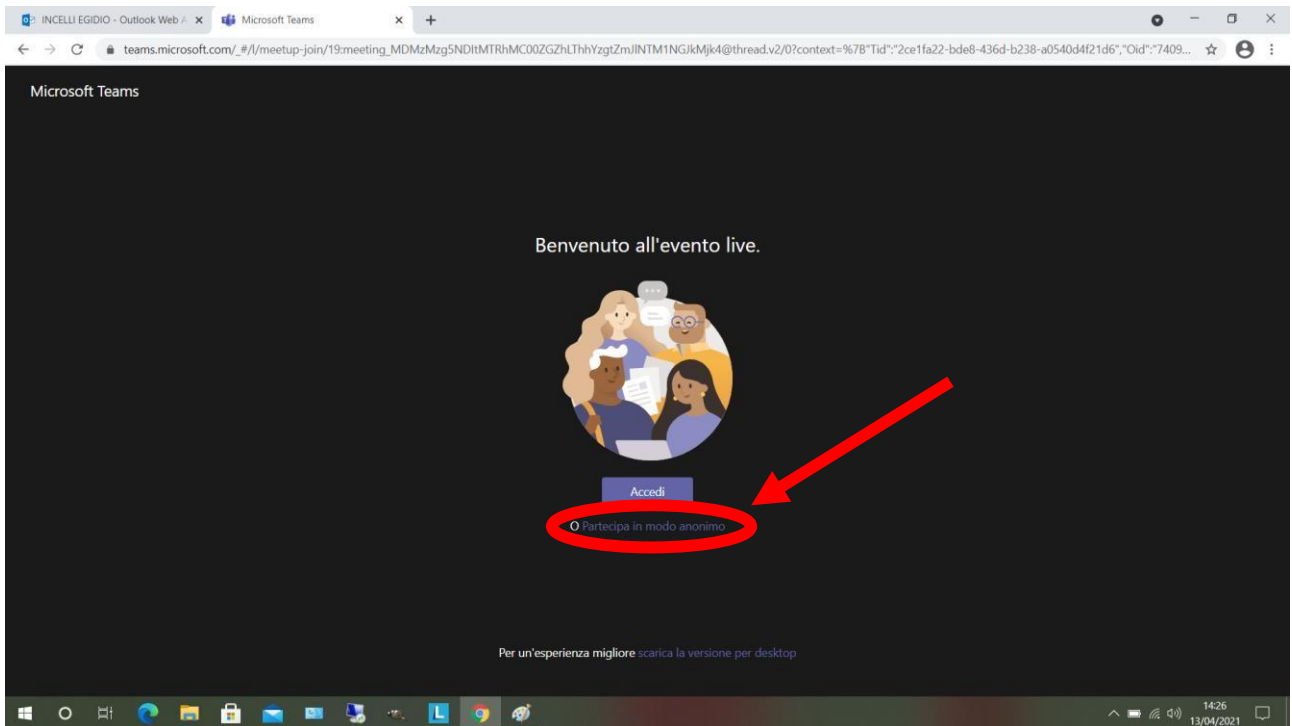 INCELLI EGIDIO - Outlook Web A
Microsoft Teams
teams.microsoft.com/_#/l/meetup-join/19:meeting_MDMzMzg5NDItMTRhMC00ZGZhLThhYzgtZmJlNTM1NGJkMjk4@thread.v2/0?context=%7B"Tid":"2ce1fa22-bde8-436d-b238-a0540d4f21d6","Oid":"7409...
Microsoft Teams
Benvenuto all'evento live.
Accedi
O Partecipa in modo anonimo
Per un'esperienza migliore scarica la versione per desktop
L
14:26
13/04/2021